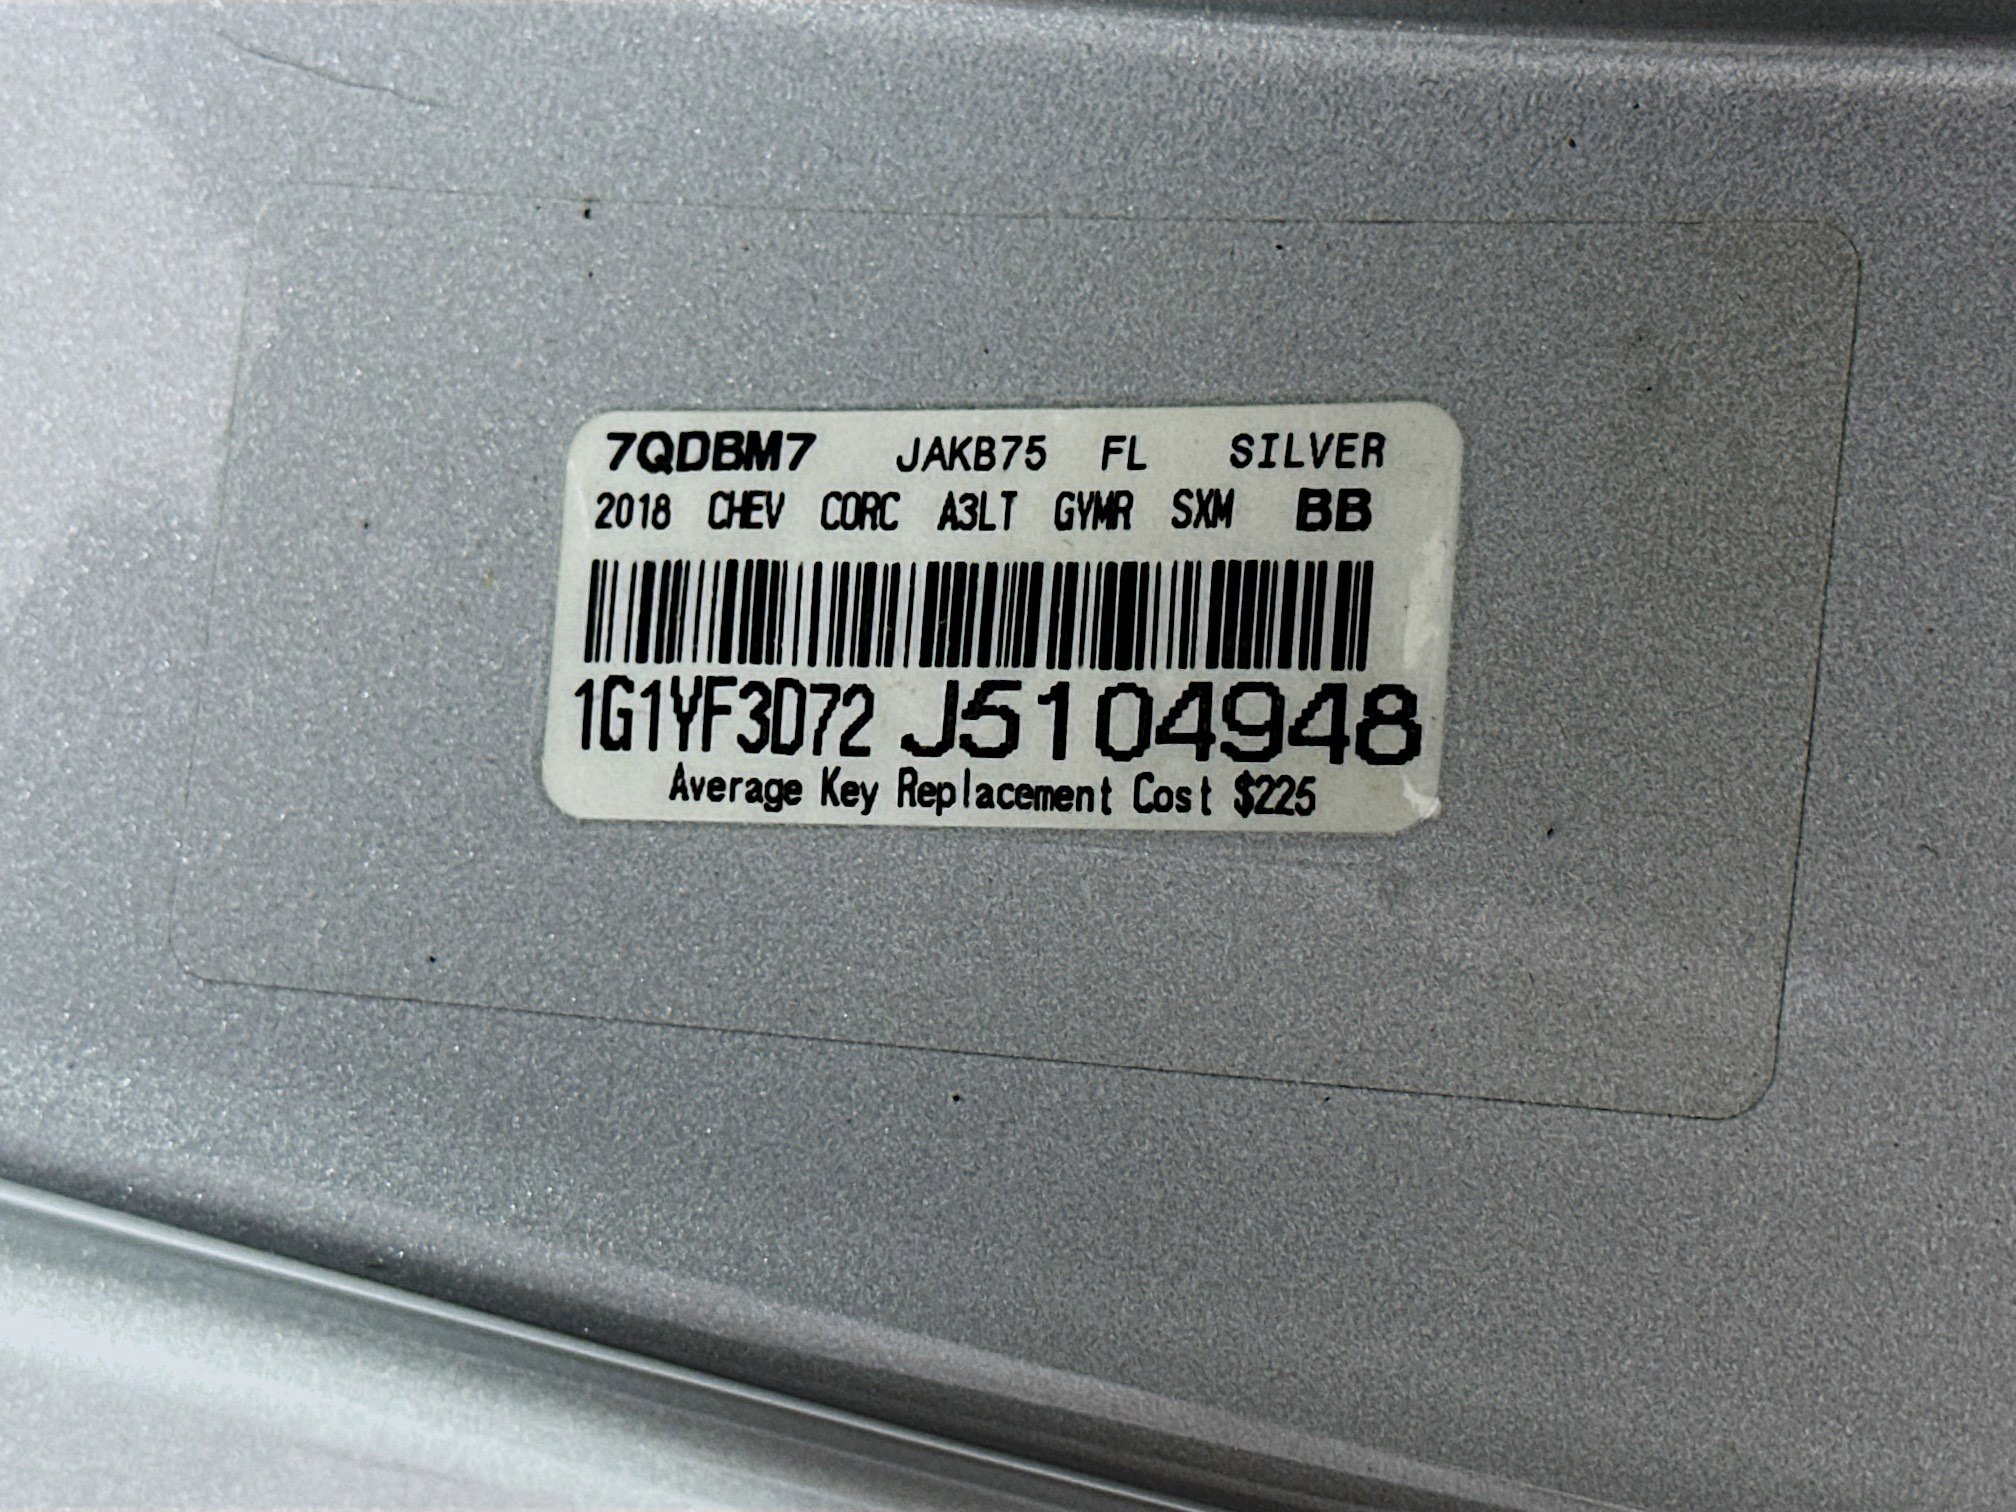 7QDBM7 JAKB75 FL SILVER
2018 CHEV CORC A3LT GYMR SXM BB
1G1YF3D72 J5104948
Average Key Replacement Cost $225